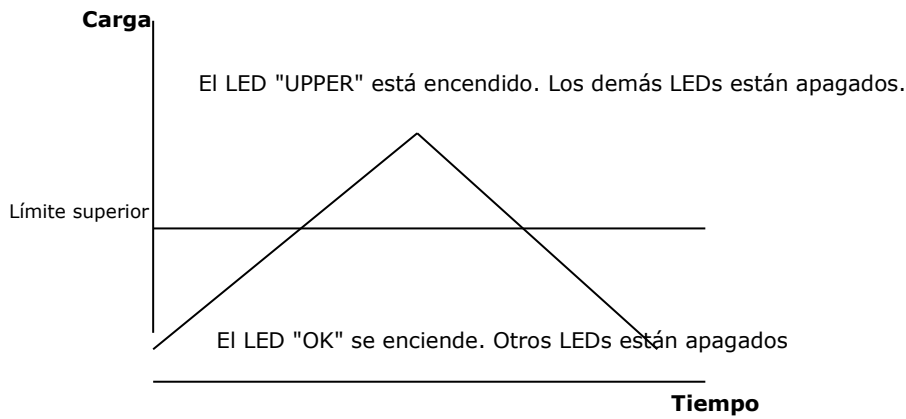 Carga
El LED "UPPER" está encendido. Los demás LEDs están apagados.
Límite superior
El LED "OK" se enciende. Otros LEDs están apagados
Tiempo